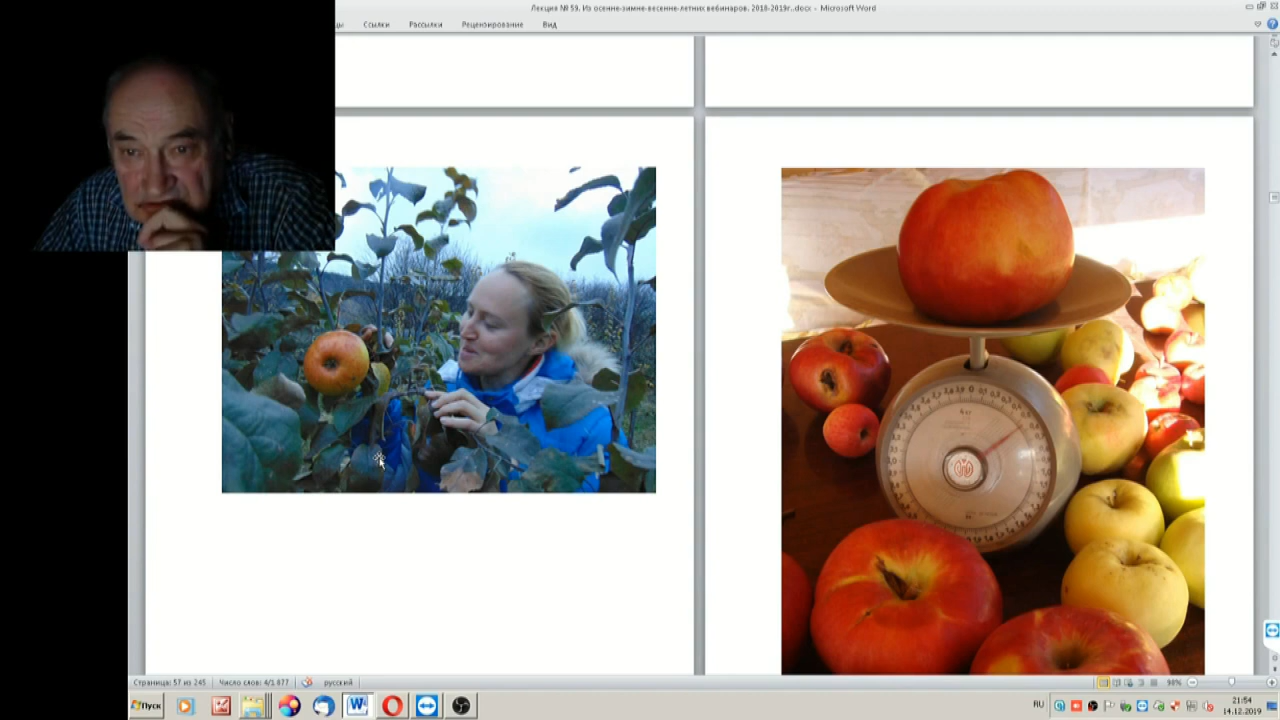 Лекция № 59. Из осенне-зимне-весенне-летних вебинаров. 2018-2019г..docx - Microsoft Word
Ссылки Рассылки Рецензирование Вид
Страница: 57 из 245 Число слов: 4/1 877 русский 98%
Пуск RU 21:54
14.12.2019